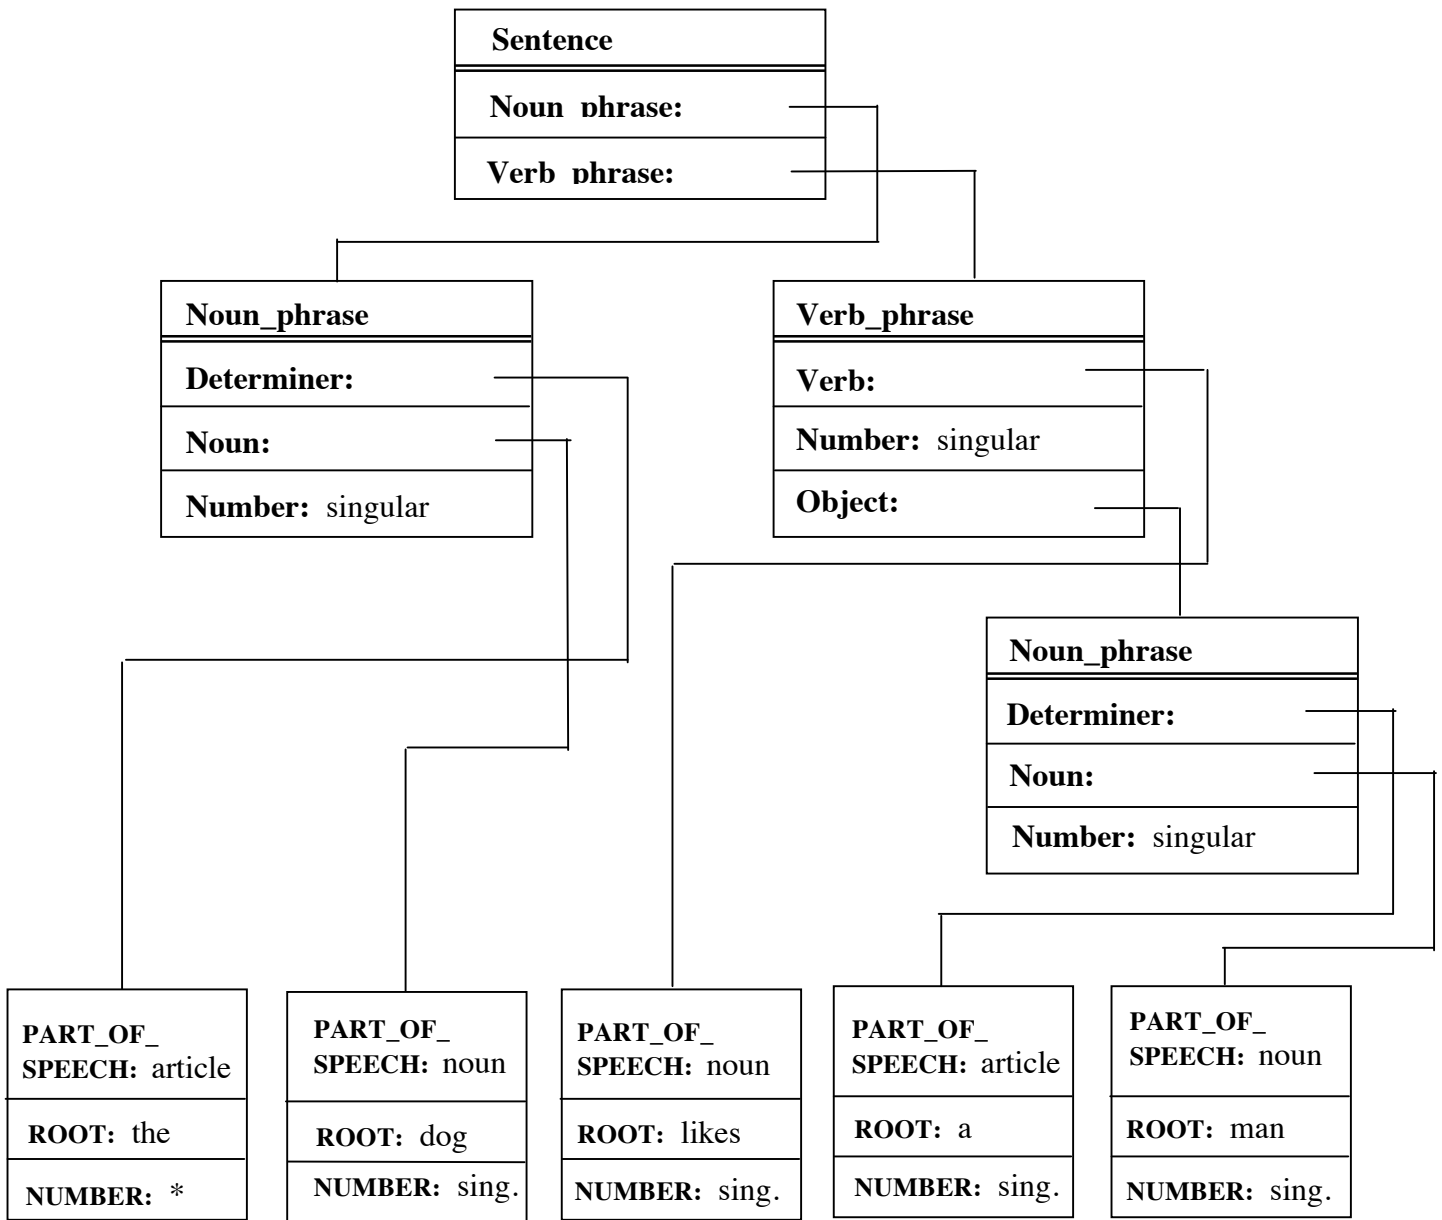 Sentence
Noun_phrase:
Verb_phrase:
Noun_phrase
Determiner:
Noun:
Number: singular
Verb_phrase
Verb:
Number: singular
Object:
Noun_phrase
Determiner:
Noun:
Number: singular
PART_OF_
SPEECH: article
ROOT: the
NUMBER: *
PART_OF_
SPEECH: noun
ROOT: dog
NUMBER: sing.
PART_OF_
SPEECH: noun
ROOT: likes
NUMBER: sing.
PART_OF_
SPEECH: article
ROOT: a
NUMBER: sing.
PART_OF_
SPEECH: noun
ROOT: man
NUMBER: sing.